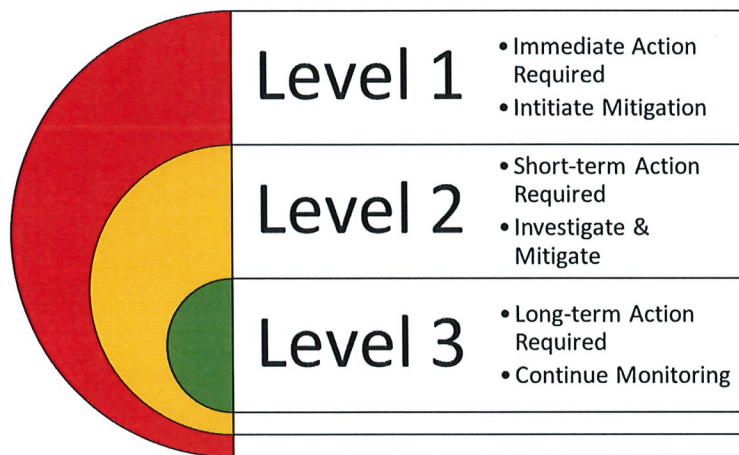 Level 1
• Immediate Action
Required
• Intitiate Mitigation
Level 2
• Short-term Action
Required
• Investigate &
Mitigate
Level 3
• Long-term Action
Required
• Continue Monitoring